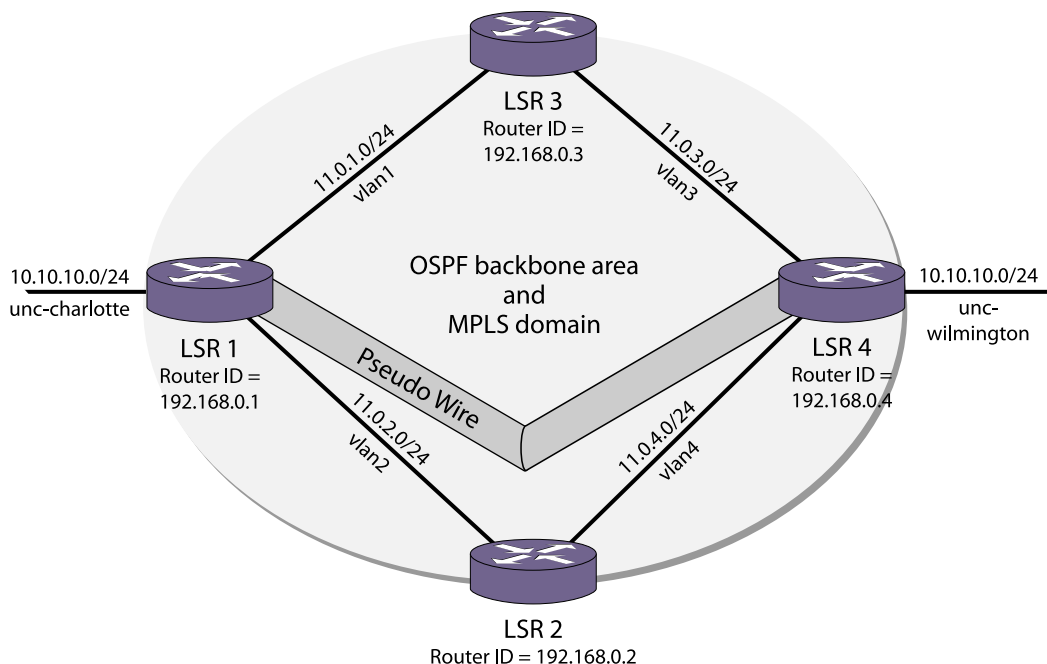 LSR 3
Router ID =
192.168.0.3
11.0.1.0/24
vlan1
11.0.3.0/24
vlan3
10.10.10.0/24
unc-charlotte
OSPF backbone area
and
MPLS domain
10.10.10.0/24
unc-
wilmington
LSR 1
Router ID =
192.168.0.1
Pseudo Wire
LSR 4
Router ID =
192.168.0.4
11.0.2.0/24
vlan2
11.0.4.0/24
vlan4
LSR 2
Router ID = 192.168.0.2